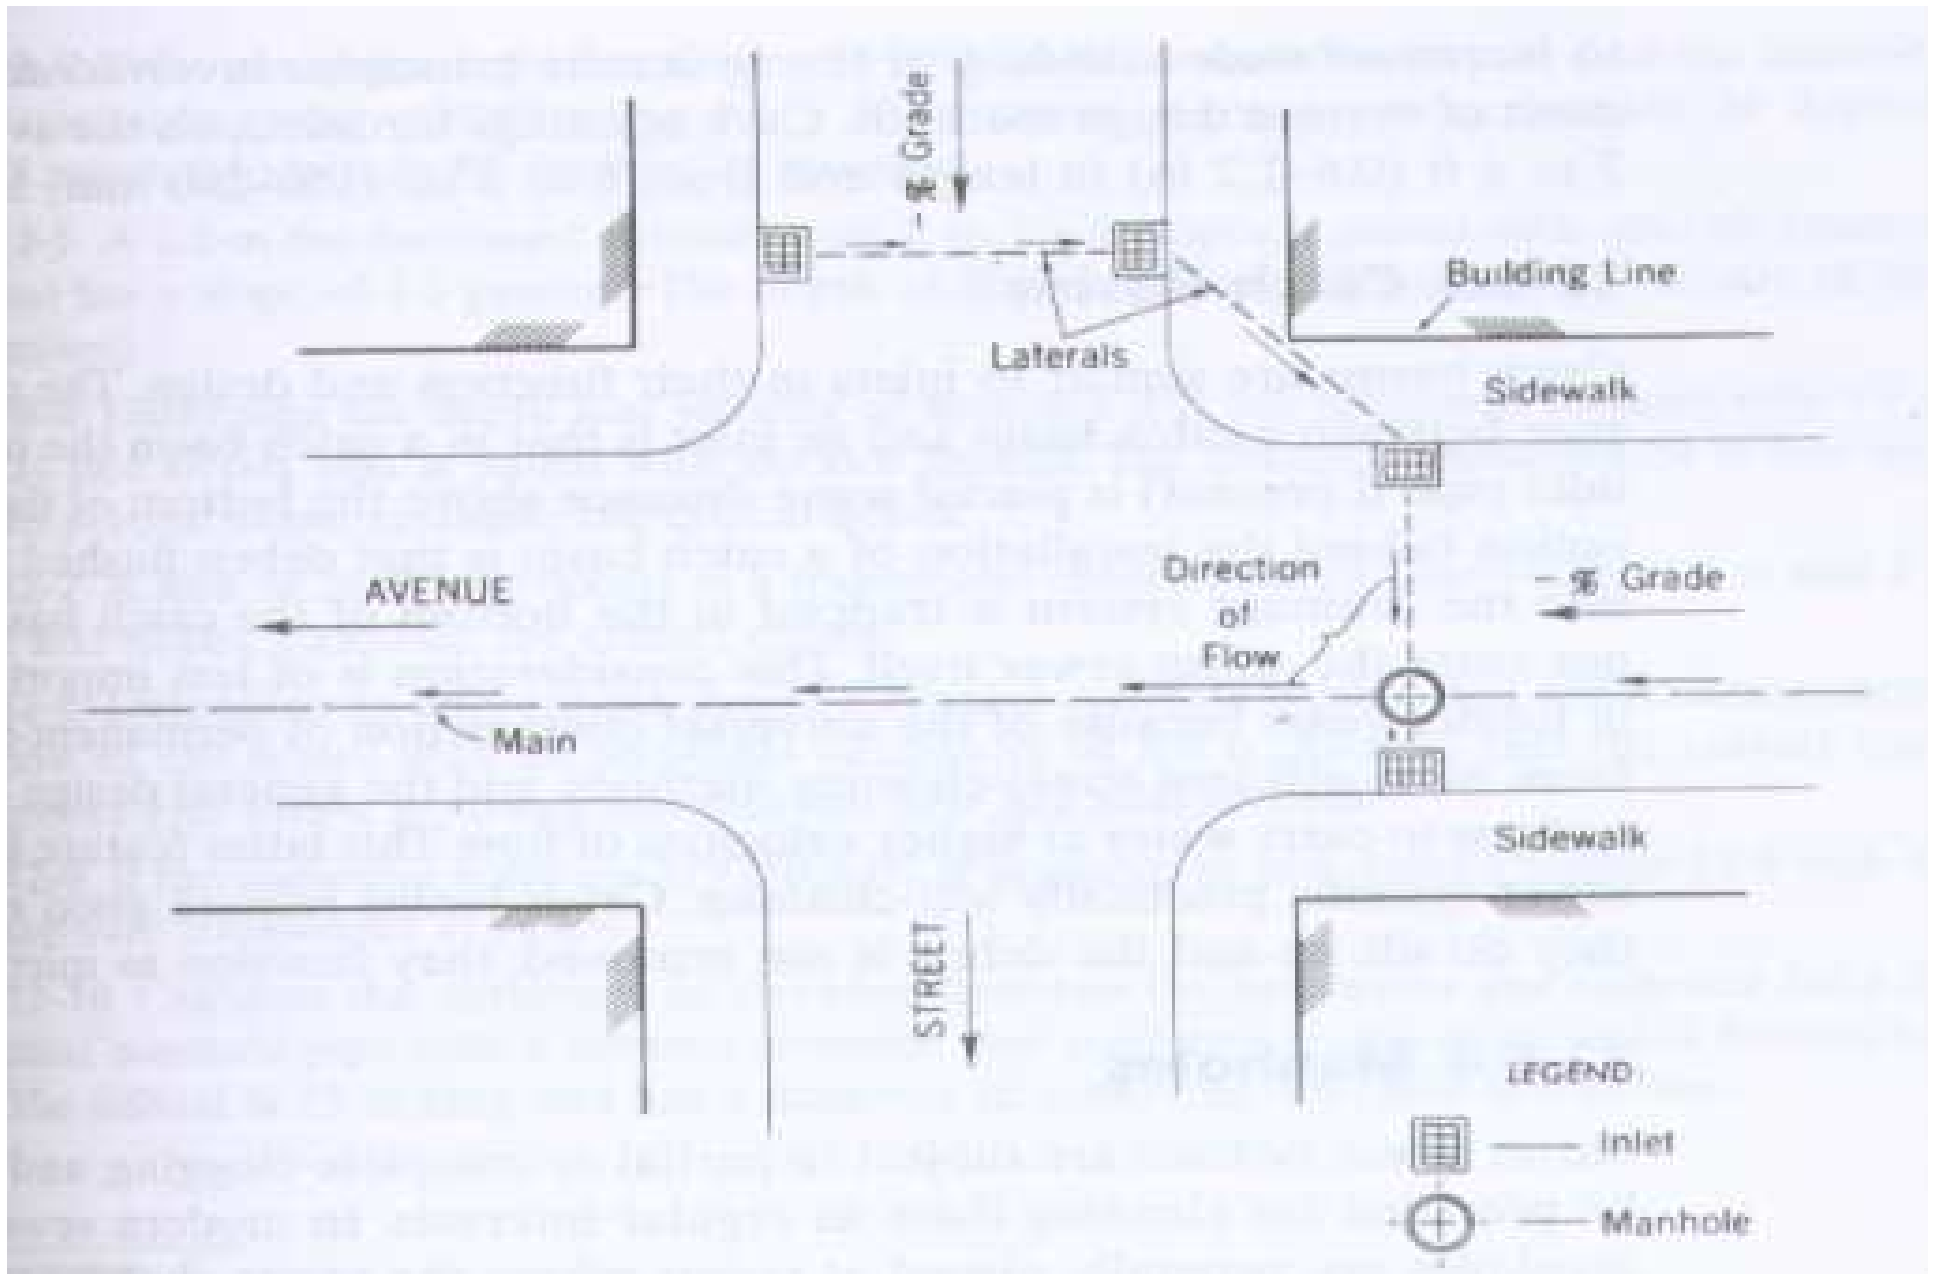 - % Grade
Building Line
Laterals
Sidewalk
AVENUE
Direction
of
Flow
- % Grade
Main
Sidewalk
STREET
LEGEND
Inlet
Manhole